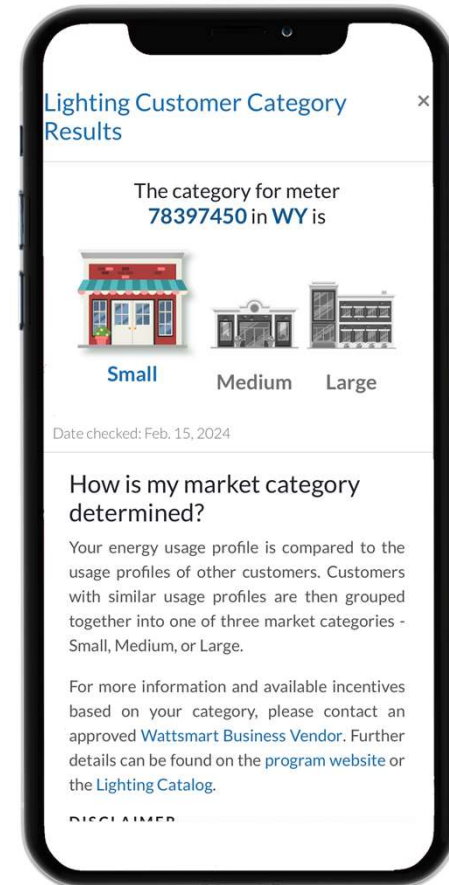 Lighting Customer Category
Results
×
The category for meter
78397450 in WY is
Small
Medium
Large
Date checked: Feb. 15, 2024
How is my market category
determined?
Your energy usage profile is compared to the
usage profiles of other customers. Customers
with similar usage profiles are then grouped
together into one of three market categories -
Small, Medium, or Large.
For more information and available incentives
based on your category, please contact an
approved Wattsmart Business Vendor. Further
details can be found on the program website or
the Lighting Catalog.
DISCLAIMER